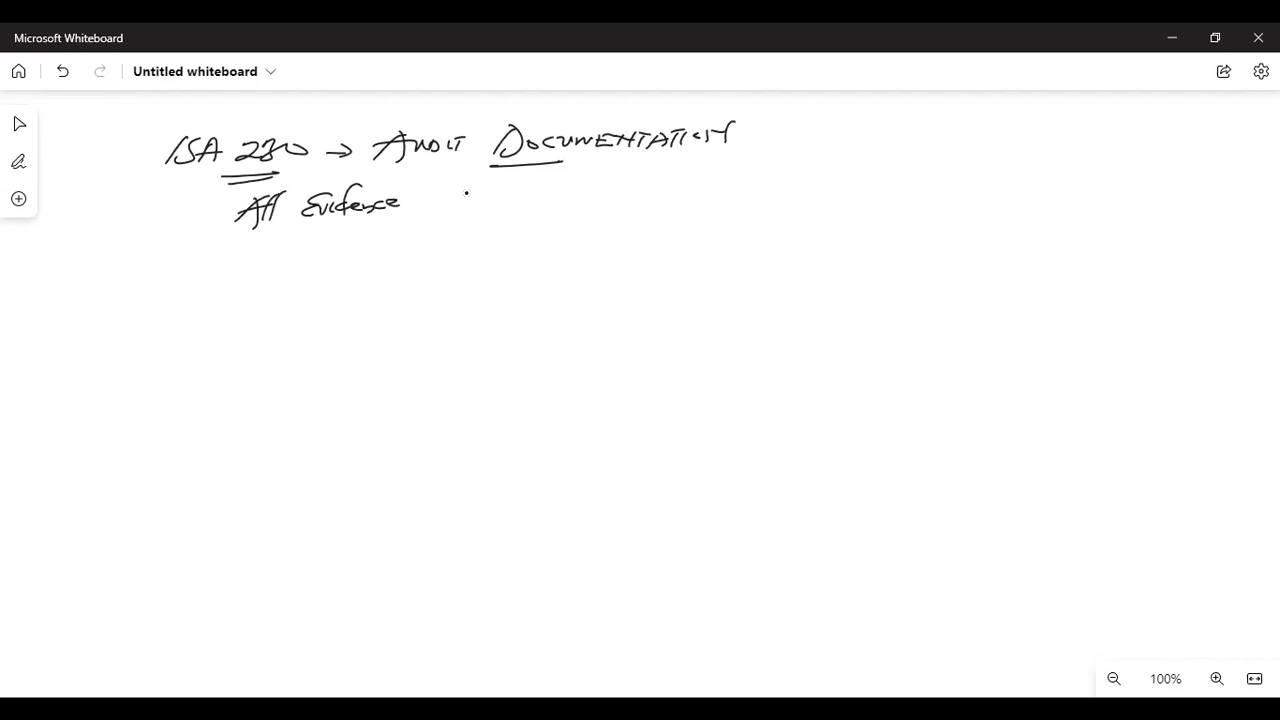 Microsoft Whiteboard
Untitled whiteboard
ISA 230 → AUDIT DOCUMENTATION
All Evidence
100%